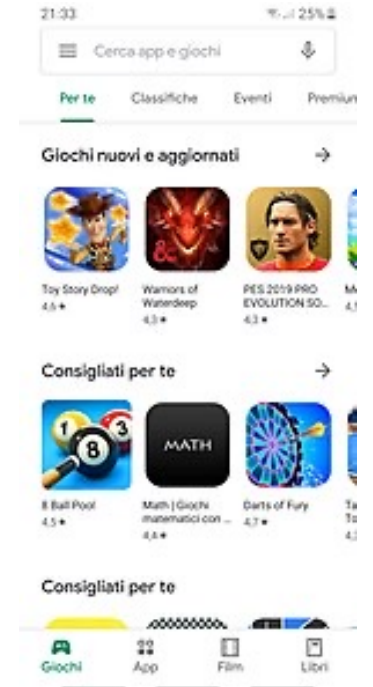 21:33
25%
Cerca app e giochi
Per te Classifiche Eventi Premium
Giochi nuovi e aggiornati
Toy Story Drop!
4,6 ★
Warriors of
Waterdeep
4,3 ★
PES 2019 PRO
EVOLUTION SO...
4,3 ★
Consigliati per te
1
3
8
MATH
8 Ball Pool
4,5 ★
Math | Giochi
matematici con ...
4,4 ★
Darts of Fury
4,7 ★
Consigliati per te
Giochi App Film Libri